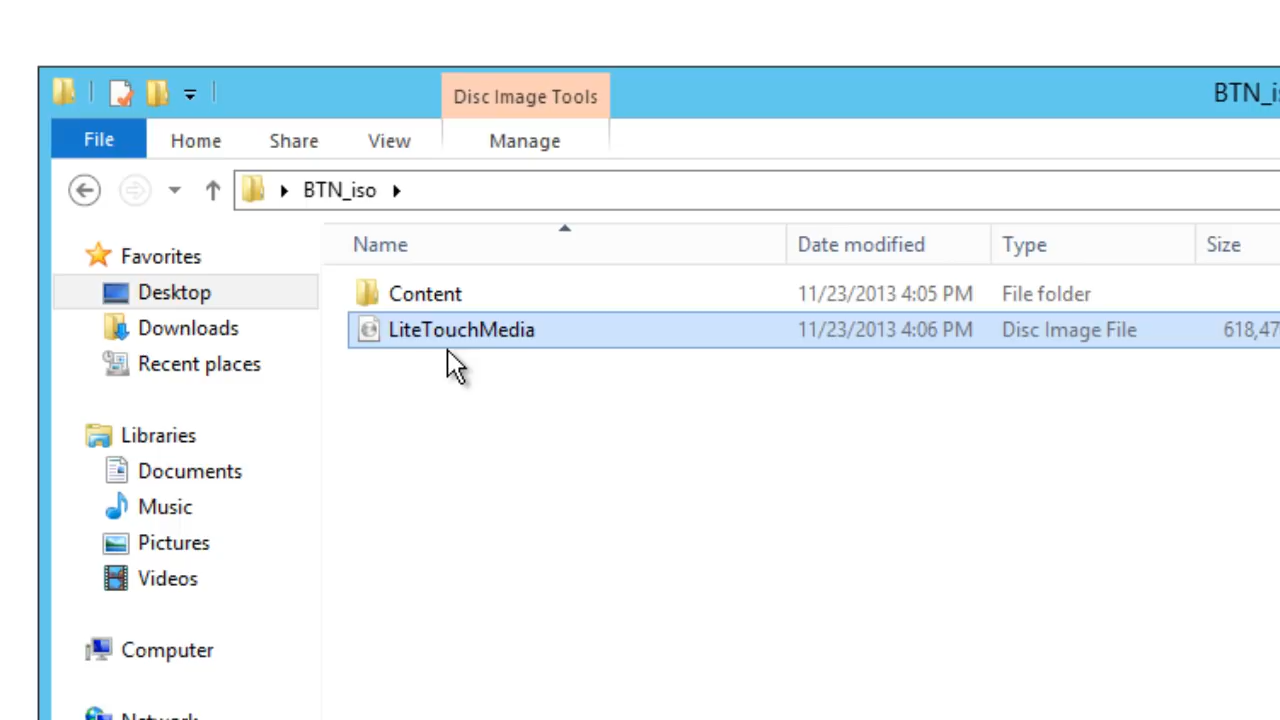 Disc Image Tools
BTN_i
File Home Share View Manage
BTN_iso
Name Date modified Type Size
Favorites
Desktop
Downloads
Recent places
Libraries
Documents
Music
Pictures
Videos
Computer
Network
Content 11/23/2013 4:05 PM File folder
LiteTouchMedia 11/23/2013 4:06 PM Disc Image File 618,47